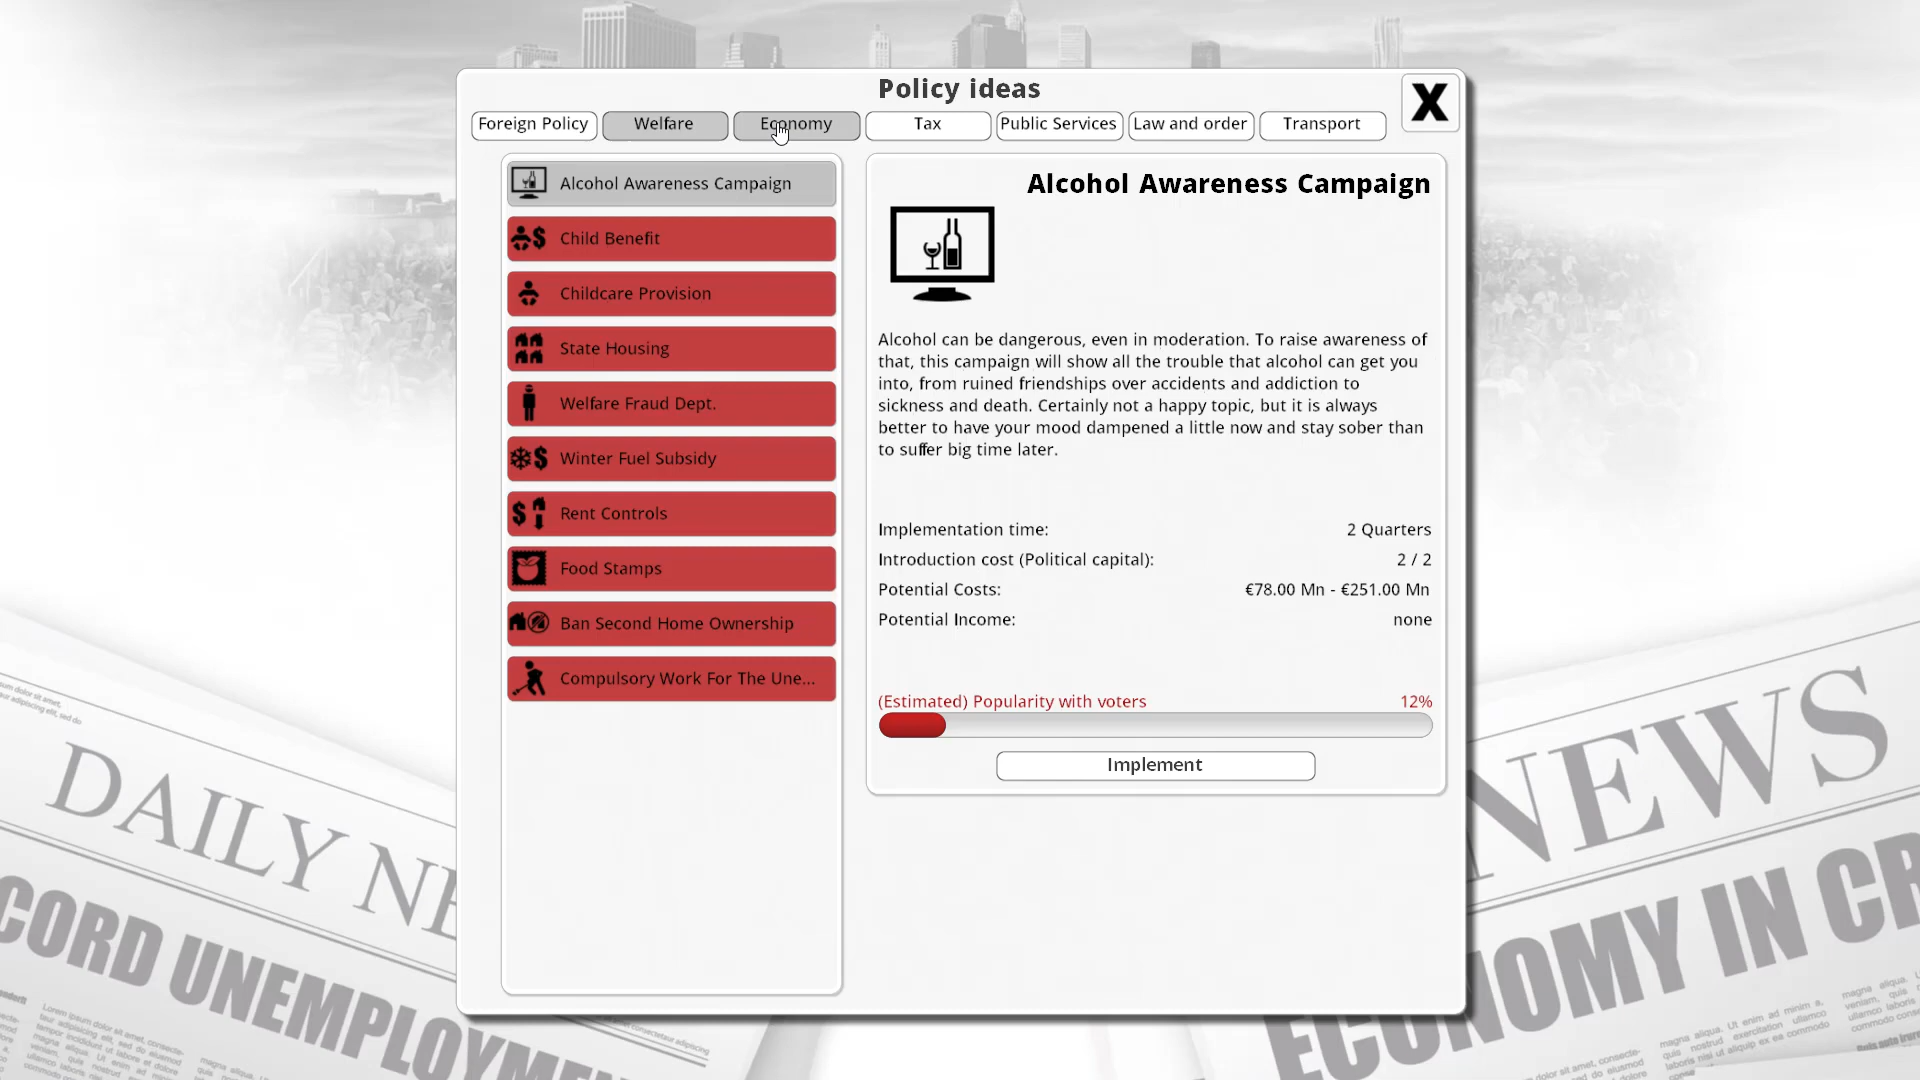 Policy ideas
X
Foreign Policy
Welfare
Economy
Tax
Public Services
Law and order
Transport
Alcohol Awareness Campaign
Child Benefit
Childcare Provision
State Housing
Welfare Fraud Dept.
Winter Fuel Subsidy
Rent Controls
Food Stamps
Ban Second Home Ownership
Compulsory Work For The Une...
Alcohol Awareness Campaign
Alcohol can be dangerous, even in moderation. To raise awareness of
that, this campaign will show all the trouble that alcohol can get you
into, from ruined friendships over accidents and addiction to
sickness and death. Certainly not a happy topic, but it is always
better to have your mood dampened a little now and stay sober than
to suffer big time later.
Implementation time: 2 Quarters
Introduction cost (Political capital): 2 / 2
Potential Costs: €78.00 Mn - €251.00 Mn
Potential Income: none
(Estimated) Popularity with voters 12%
Implement
DAILY NE
CORD UNEMPLOYME
NEWS
ECONOMY IN CR